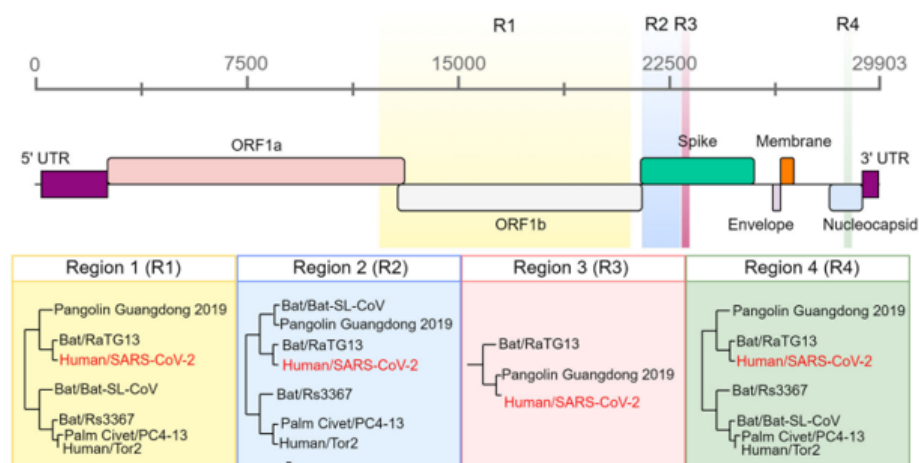 R1 R2 R3 R4
0 7500 15000 22500 29903
ORF1a Spike Membrane
5' UTR 3' UTR
ORF1b Envelope Nucleocapsid
Region 1 (R1)
Pangolin Guangdong 2019
Bat/RaTG13
Human/SARS-CoV-2
Bat/Bat-SL-CoV
Bat/Rs3367
Palm Civet/PC4-13
Human/Tor2
Region 2 (R2)
Bat/Bat-SL-CoV
Pangolin Guangdong 2019
Bat/RaTG13
Human/SARS-CoV-2
Bat/Rs3367
Palm Civet/PC4-13
Human/Tor2
Region 3 (R3)
Bat/RaTG13
Pangolin Guangdong 2019
Human/SARS-CoV-2
Region 4 (R4)
Pangolin Guangdong 2019
Bat/RaTG13
Human/SARS-CoV-2
Bat/Rs3367
Bat/Bat-SL-CoV
Palm Civet/PC4-13
Human/Tor2